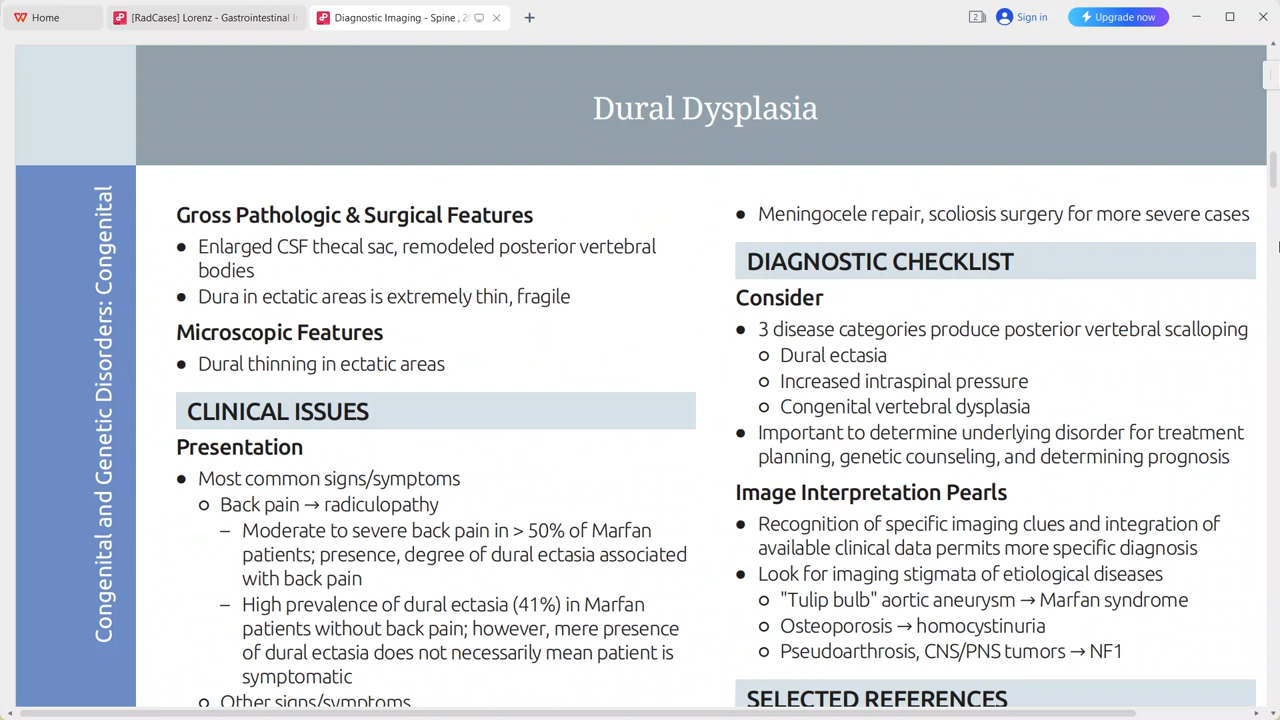 Home
[RadCases] Lorenz - Gastrointestinal
Diagnostic Imaging - Spine
2
Sign in
Upgrade now
Dural Dysplasia
Congenital and Genetic Disorders: Congenital
Gross Pathologic & Surgical Features
● Enlarged CSF thecal sac, remodeled posterior vertebral
bodies
● Dura in ectatic areas is extremely thin, fragile
Microscopic Features
● Dural thinning in ectatic areas
CLINICAL ISSUES
Presentation
● Most common signs/symptoms
○ Back pain → radiculopathy
– Moderate to severe back pain in > 50% of Marfan
patients; presence, degree of dural ectasia associated
with back pain
– High prevalence of dural ectasia (41%) in Marfan
patients without back pain; however, mere presence
of dural ectasia does not necessarily mean patient is
symptomatic
○ Other signs/symptoms
● Meningocele repair, scoliosis surgery for more severe cases
DIAGNOSTIC CHECKLIST
Consider
● 3 disease categories produce posterior vertebral scalloping
○ Dural ectasia
○ Increased intraspinal pressure
○ Congenital vertebral dysplasia
● Important to determine underlying disorder for treatment
planning, genetic counseling, and determining prognosis
Image Interpretation Pearls
● Recognition of specific imaging clues and integration of
available clinical data permits more specific diagnosis
● Look for imaging stigmata of etiological diseases
○ "Tulip bulb" aortic aneurysm → Marfan syndrome
○ Osteoporosis → homocystinuria
○ Pseudoarthrosis, CNS/PNS tumors → NF1
SELECTED REFERENCES